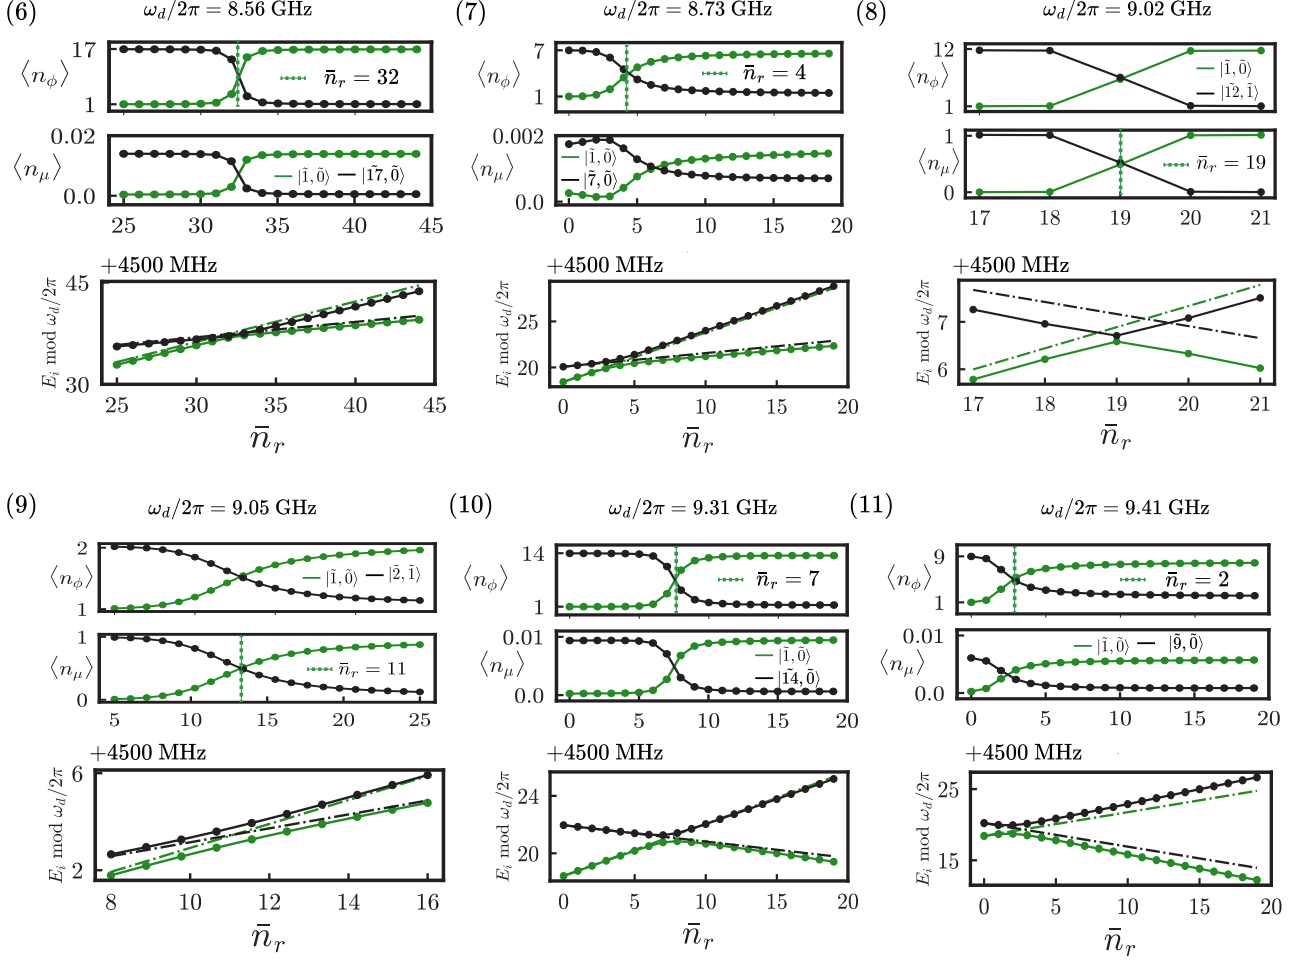 (6) ω_d/2π = 8.56 GHz
17
⟨n_ϕ⟩
1
n̄_r = 32
0.02
⟨n_μ⟩
0.0
|1̃,0̃⟩ |1̃7,0̃⟩
25 30 35 40 45
+4500 MHz
45
E_i mod ω_d/2π
30
25 30 35 40 45
n̄_r
(7) ω_d/2π = 8.73 GHz
7
⟨n_ϕ⟩
1
n̄_r = 4
0.002
⟨n_μ⟩
0.0
|1̃,0̃⟩
|7̃,0̃⟩
0 5 10 15 20
+4500 MHz
25
20
E_i mod ω_d/2π
0 5 10 15 20
n̄_r
(8) ω_d/2π = 9.02 GHz
12
⟨n_ϕ⟩
1
|1̃,0̃⟩
|1̃2,1̃⟩
1
⟨n_μ⟩
0
n̄_r = 19
17 18 19 20 21
+4500 MHz
7
6
E_i mod ω_d/2π
17 18 19 20 21
n̄_r
(9) ω_d/2π = 9.05 GHz
2
⟨n_ϕ⟩
1
|1̃,0̃⟩ |2̃,1̃⟩
1
⟨n_μ⟩
0
n̄_r = 11
5 10 15 20 25
+4500 MHz
6
E_i mod ω_d/2π
2
8 10 12 14 16
n̄_r
(10) ω_d/2π = 9.31 GHz
14
⟨n_ϕ⟩
1
n̄_r = 7
0.01
⟨n_μ⟩
0.0
|1̃,0̃⟩
|1̃4,0̃⟩
0 5 10 15 20
+4500 MHz
24
20
E_i mod ω_d/2π
0 5 10 15 20
n̄_r
(11) ω_d/2π = 9.41 GHz
9
⟨n_ϕ⟩
1
n̄_r = 2
0.01
⟨n_μ⟩
0.0
|1̃,0̃⟩ |9̃,0̃⟩
0 5 10 15 20
+4500 MHz
25
15
E_i mod ω_d/2π
0 5 10 15 20
n̄_r